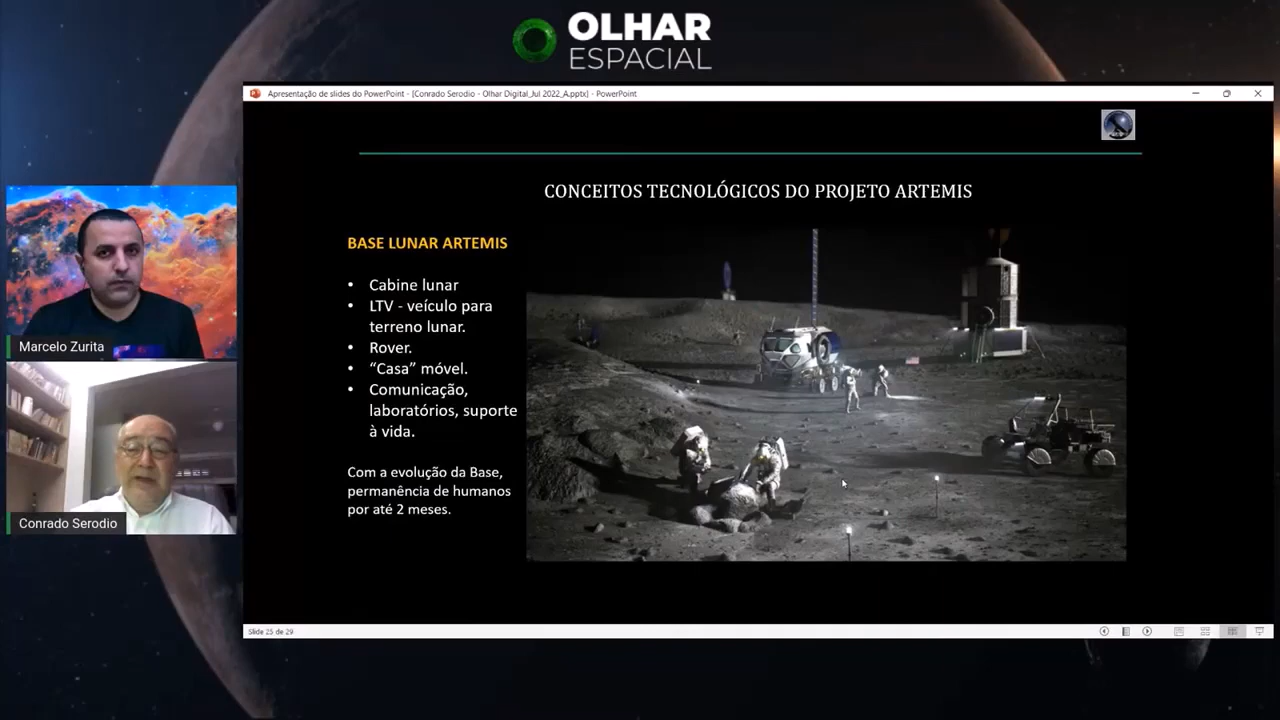 OLHAR
ESPACIAL
Apresentação de slides do PowerPoint - [Conrado Serodio - Olhar Digital_Jul 2022_A.pptx] - PowerPoint
CONCEITOS TECNOLÓGICOS DO PROJETO ARTEMIS
BASE LUNAR ARTEMIS
• Cabine lunar
• LTV - veículo para
terreno lunar.
• Rover.
• “Casa” móvel.
• Comunicação,
laboratórios, suporte
à vida.
Com a evolução da Base,
permanência de humanos
por até 2 meses.
Marcelo Zurita
Conrado Serodio
Slide 25 de 29